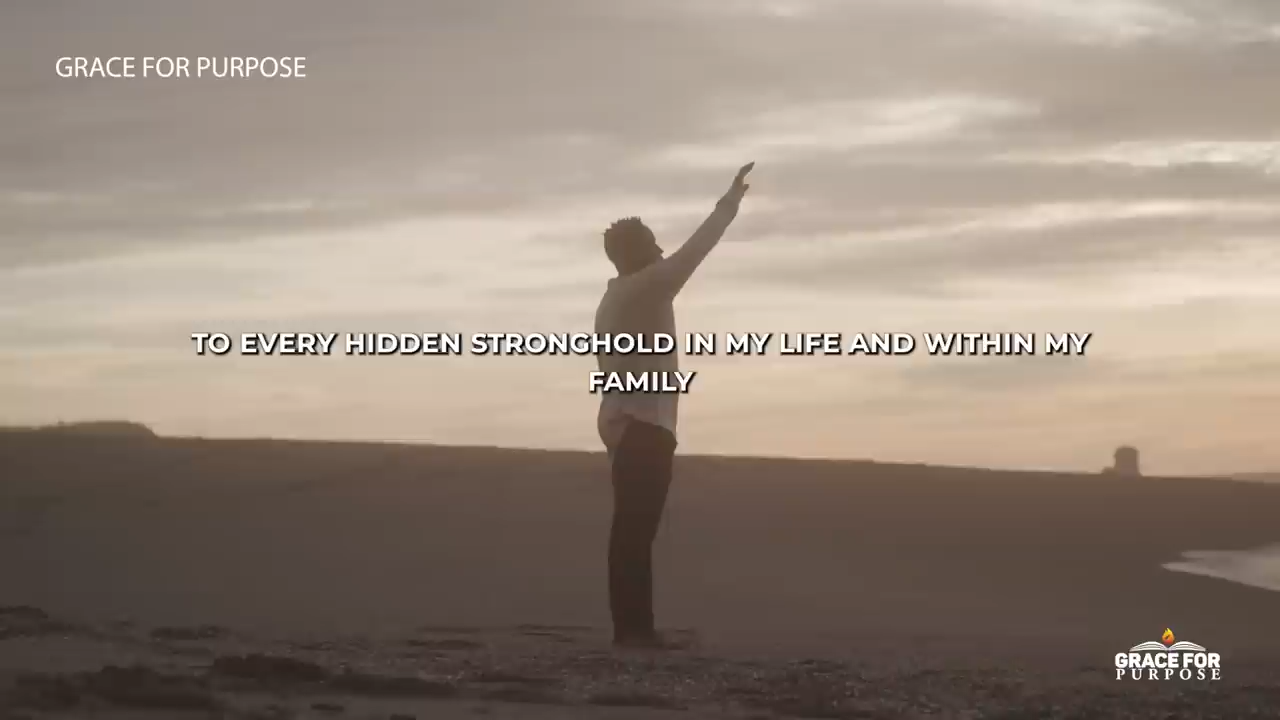 GRACE FOR PURPOSE
TO EVERY HIDDEN STRONGHOLD IN MY LIFE AND WITHIN MY
FAMILY
GRACE FOR
PURPOSE